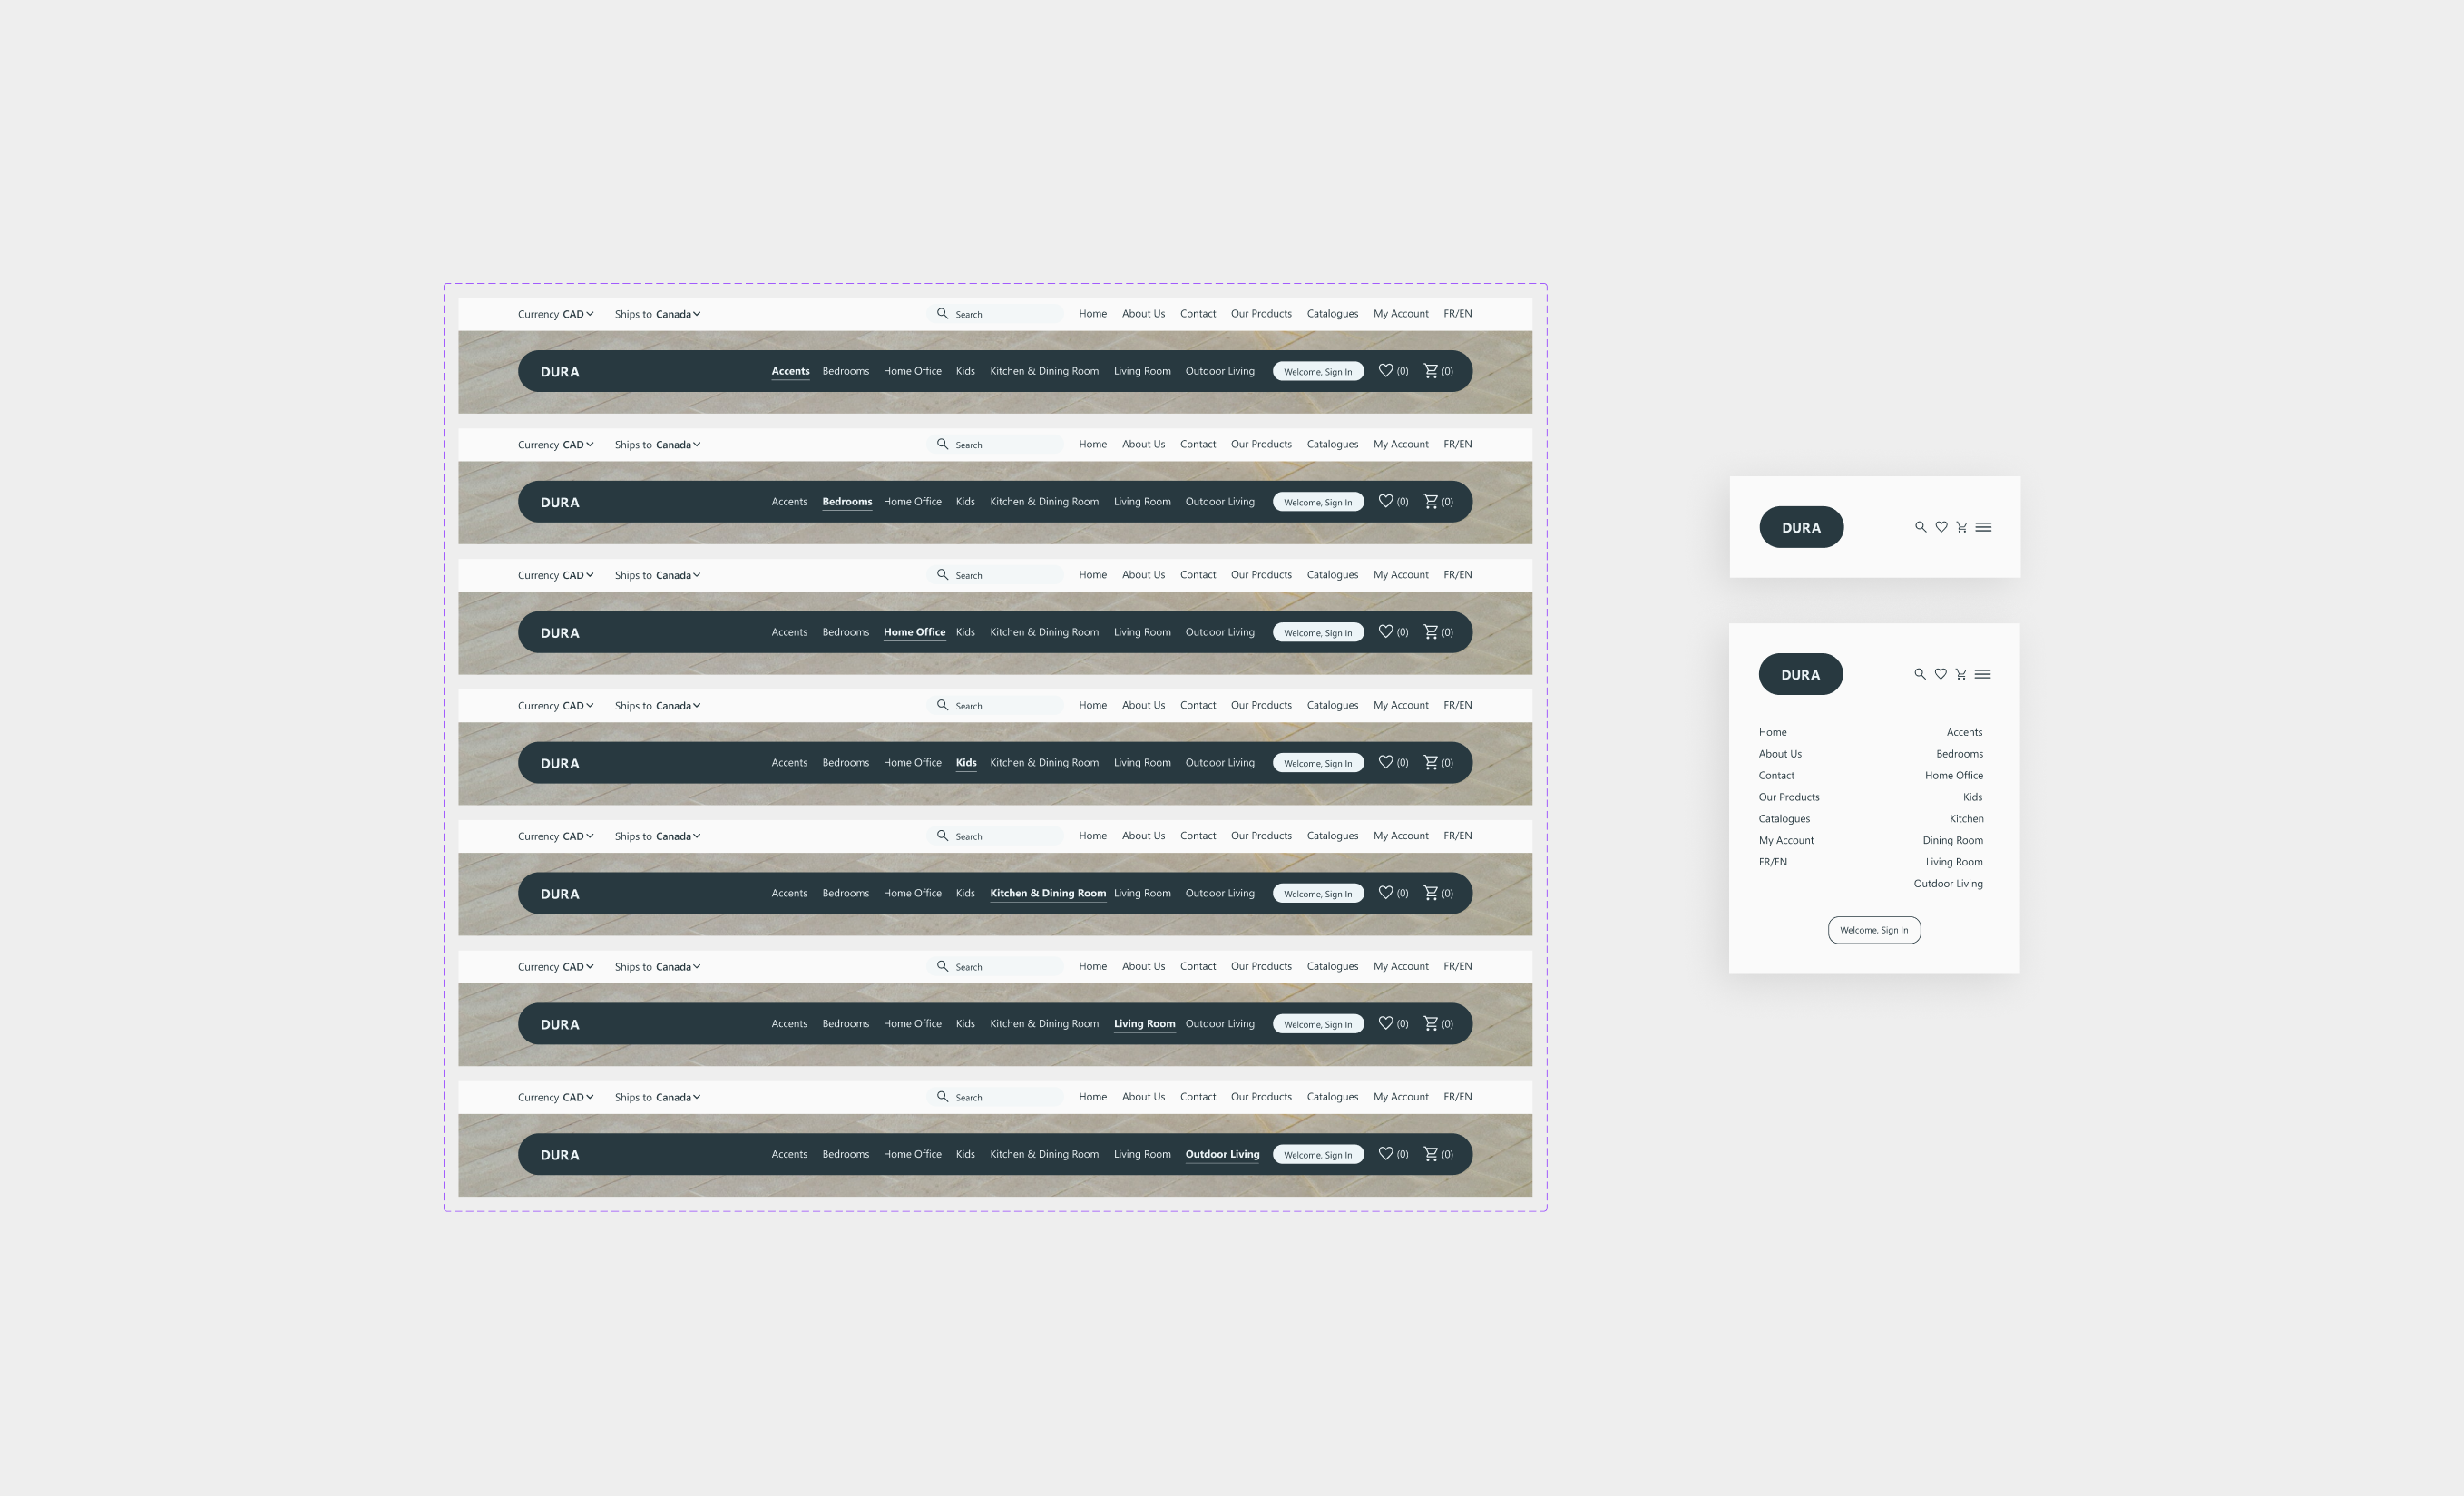 Currency CAD Ships to Canada Search Home About Us Contact Our Products Catalogues My Account FR/EN
DURA Accents Bedrooms Home Office Kids Kitchen & Dining Room Living Room Outdoor Living Welcome, Sign In (0) (0)
Currency CAD Ships to Canada Search Home About Us Contact Our Products Catalogues My Account FR/EN
DURA Accents Bedrooms Home Office Kids Kitchen & Dining Room Living Room Outdoor Living Welcome, Sign In (0) (0)
Currency CAD Ships to Canada Search Home About Us Contact Our Products Catalogues My Account FR/EN
DURA Accents Bedrooms Home Office Kids Kitchen & Dining Room Living Room Outdoor Living Welcome, Sign In (0) (0)
Currency CAD Ships to Canada Search Home About Us Contact Our Products Catalogues My Account FR/EN
DURA Accents Bedrooms Home Office Kids Kitchen & Dining Room Living Room Outdoor Living Welcome, Sign In (0) (0)
Currency CAD Ships to Canada Search Home About Us Contact Our Products Catalogues My Account FR/EN
DURA Accents Bedrooms Home Office Kids Kitchen & Dining Room Living Room Outdoor Living Welcome, Sign In (0) (0)
Currency CAD Ships to Canada Search Home About Us Contact Our Products Catalogues My Account FR/EN
DURA Accents Bedrooms Home Office Kids Kitchen & Dining Room Living Room Outdoor Living Welcome, Sign In (0) (0)
Currency CAD Ships to Canada Search Home About Us Contact Our Products Catalogues My Account FR/EN
DURA Accents Bedrooms Home Office Kids Kitchen & Dining Room Living Room Outdoor Living Welcome, Sign In (0) (0)
DURA
DURA
Home
About Us
Contact
Our Products
Catalogues
My Account
FR/EN
Accents
Bedrooms
Home Office
Kids
Kitchen
Dining Room
Living Room
Outdoor Living
Welcome, Sign In